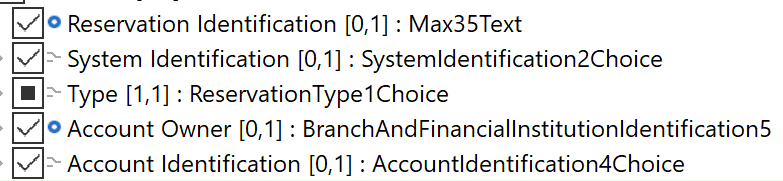 Reservation Identification [0,1] : Max35Text
System Identification [0,1] : SystemIdentification2Choice
Type [1,1] : ReservationType1Choice
Account Owner [0,1] : BranchAndFinancialInstitutionIdentification5
Account Identification [0,1] : AccountIdentification4Choice